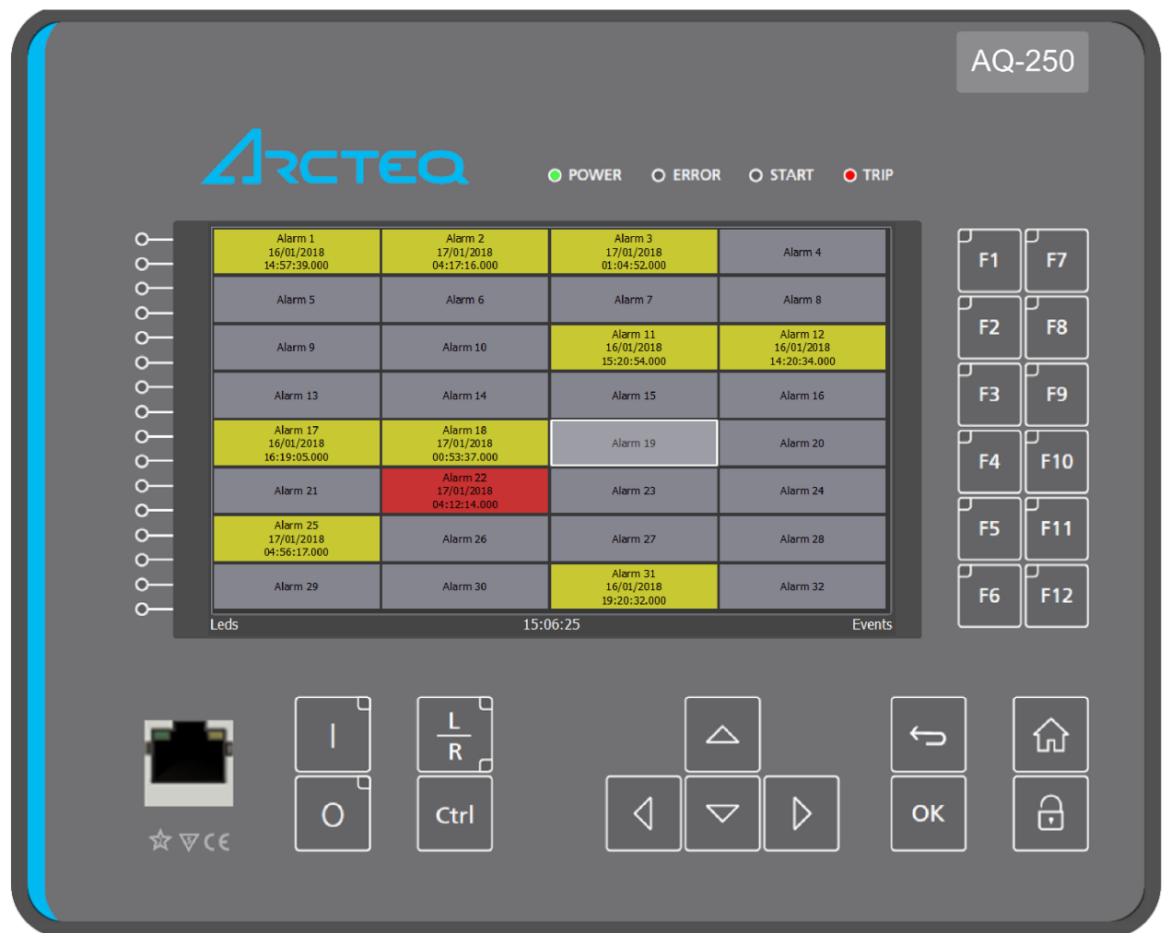 AQ-250
ARCTEQ
POWER ERROR START TRIP
Alarm 1
16/01/2018
14:57:39.000
Alarm 2
17/01/2018
04:17:16.000
Alarm 3
17/01/2018
01:04:52.000
Alarm 4
Alarm 5
Alarm 6
Alarm 7
Alarm 8
Alarm 9
Alarm 10
Alarm 11
16/01/2018
15:20:54.000
Alarm 12
16/01/2018
14:20:34.000
Alarm 13
Alarm 14
Alarm 15
Alarm 16
Alarm 17
16/01/2018
16:19:05.000
Alarm 18
17/01/2018
00:53:37.000
Alarm 19
Alarm 20
Alarm 21
Alarm 22
17/01/2018
04:12:14.000
Alarm 23
Alarm 24
Alarm 25
17/01/2018
04:56:17.000
Alarm 26
Alarm 27
Alarm 28
Alarm 29
Alarm 30
Alarm 31
16/01/2018
19:20:32.000
Alarm 32
Leds 15:06:25 Events
F1 F7
F2 F8
F3 F9
F4 F10
F5 F11
F6 F12
I
L
R
O
Ctrl
OK
CE